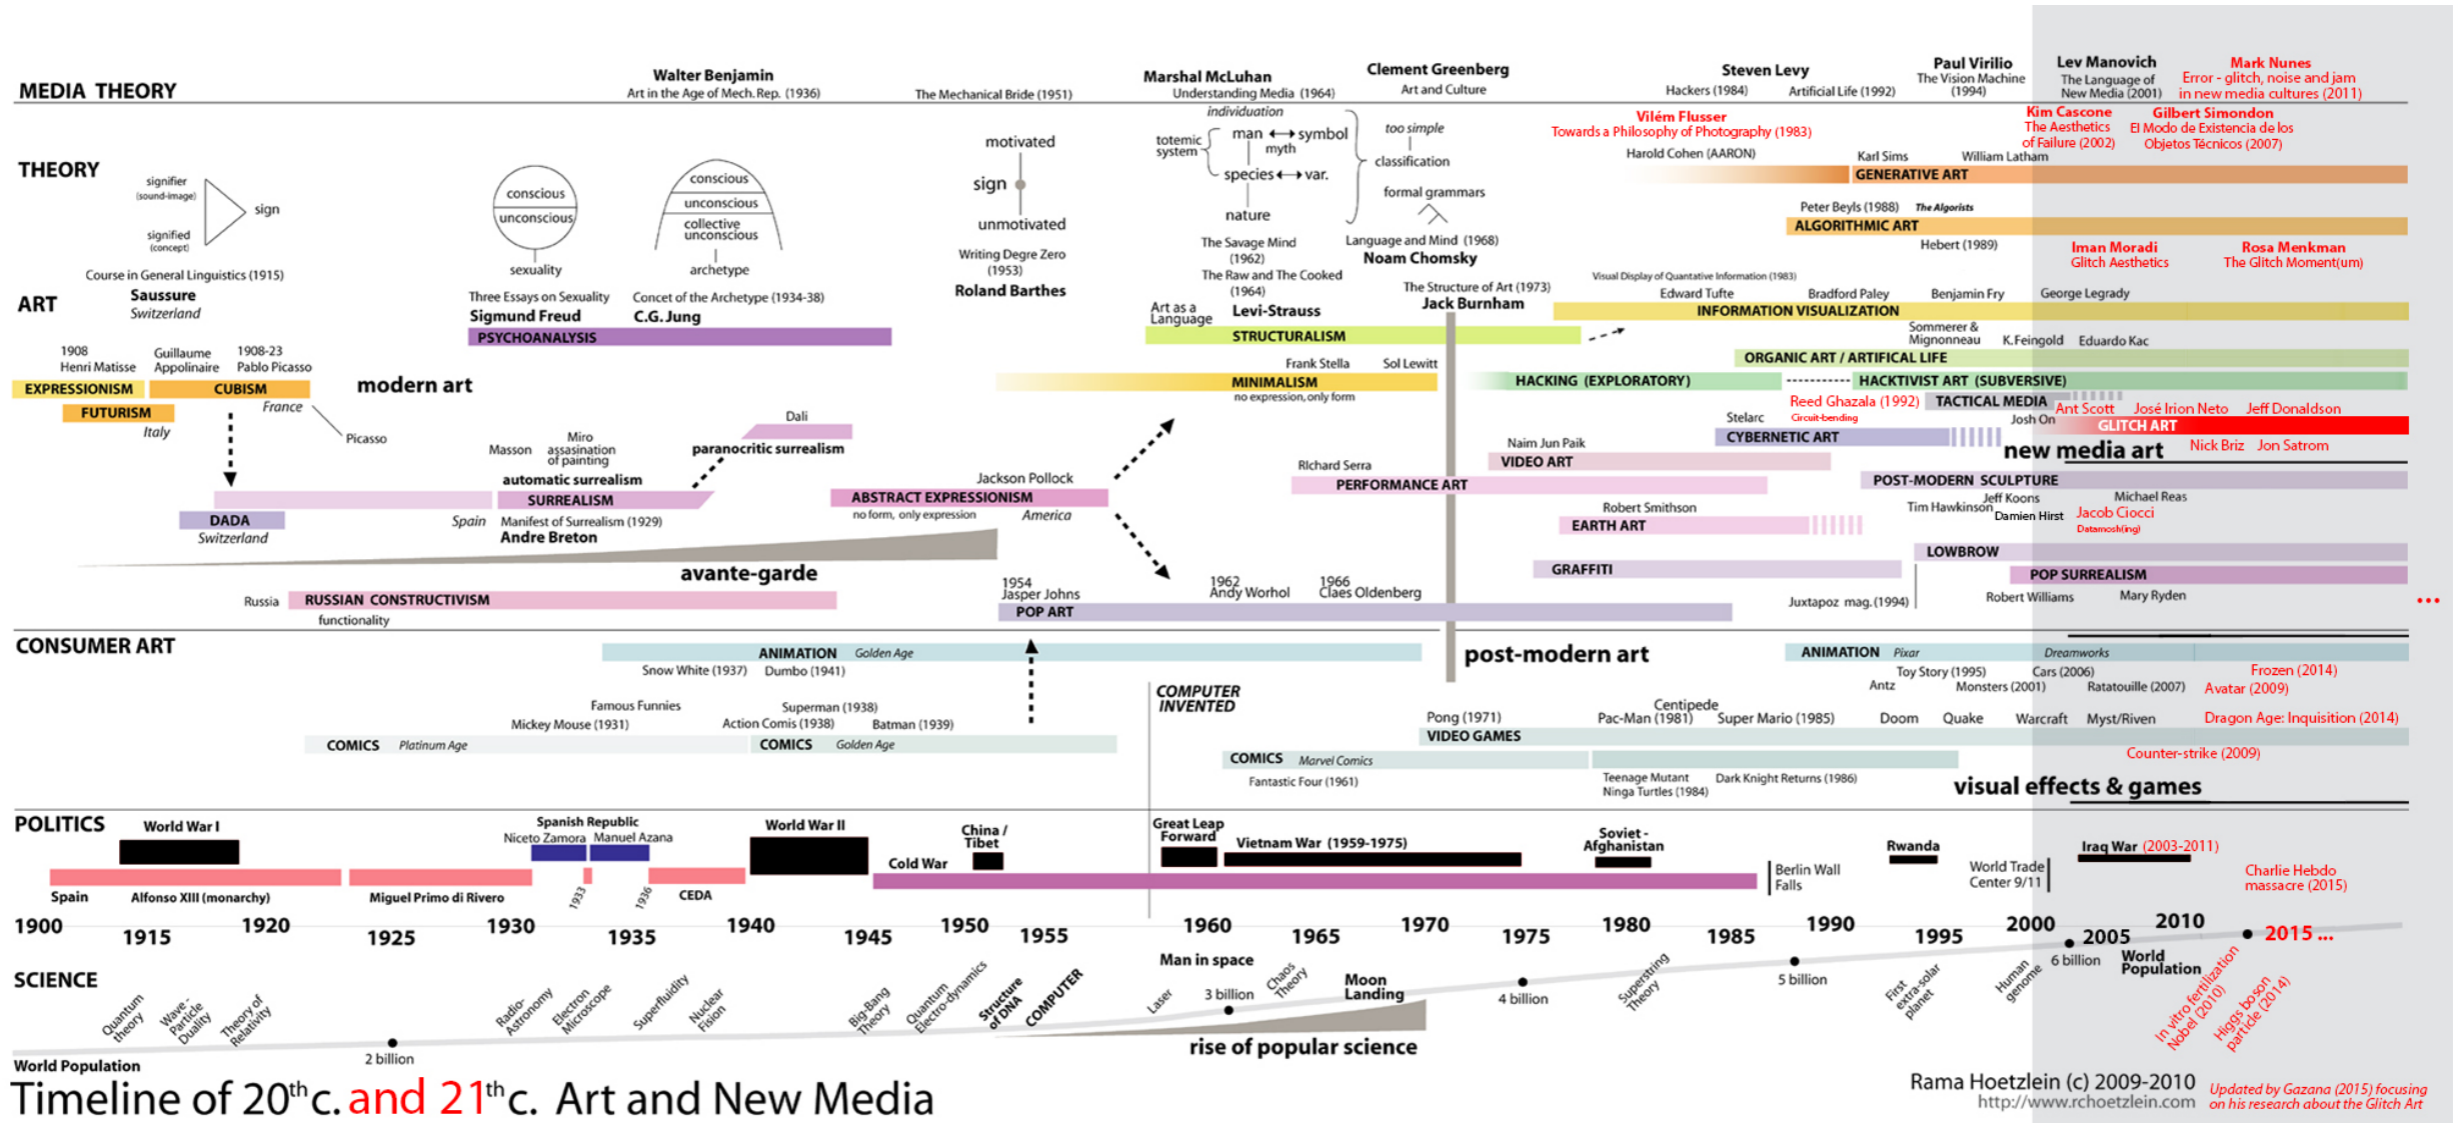 MEDIA THEORY
Walter Benjamin
Art in the Age of Mech. Rep. (1936)
The Mechanical Bride (1951)
Marshal McLuhan
Understanding Media (1964)
Clement Greenberg
Art and Culture
Steven Levy
Hackers (1984)
Artificial Life (1992)
Paul Virilio
The Vision Machine
(1994)
Lev Manovich
The Language of
New Media (2001)
Mark Nunes
Error - glitch, noise and jam
in new media cultures (2011)
THEORY
signifier
(sound-image)
sign
signified
(concept)
Course in General Linguistics (1915)
Saussure
Switzerland
conscious
unconscious
sexuality
Three Essays on Sexuality
Sigmund Freud
conscious
unconscious
collective
unconscious
archetype
Concet of the Archetype (1934-38)
C.G. Jung
PSYCHOANALYSIS
motivated
sign
unmotivated
Writing Degre Zero
(1953)
Roland Barthes
individuation
totemic
system
man
symbol
myth
species
var.
nature
The Savage Mind
(1962)
The Raw and The Cooked
(1964)
Levi-Strauss
Art as a
Language
STRUCTURALISM
too simple
classification
formal grammars
Language and Mind (1968)
Noam Chomsky
The Structure of Art (1973)
Jack Burnham
Vilém Flusser
Towards a Philosophy of Photography (1983)
Harold Cohen (AARON)
Karl Sims
William Latham
GENERATIVE ART
Kim Cascone
The Aesthetics
of Failure (2002)
Gilbert Simondon
El Modo de Existencia de los
Objetos Técnicos (2007)
Peter Beyls (1988)
The Algorists
ALGORITHMIC ART
Hebert (1989)
Iman Moradi
Glitch Aesthetics
Rosa Menkman
The Glitch Moment(um)
Visual Display of Quantative Information (1983)
Edward Tufte
Bradford Paley
Benjamin Fry
George Legrady
INFORMATION VISUALIZATION
Sommerer &
Mignonneau
K.Feingold
Eduardo Kac
ORGANIC ART / ARTIFICAL LIFE
ART
1908
Henri Matisse
Guillaume
Appolinaire
1908-23
Pablo Picasso
EXPRESSIONISM
CUBISM
FUTURISM
France
Italy
Picasso
modern art
Frank Stella
Sol Lewitt
MINIMALISM
no expression, only form
HACKING (EXPLORATORY)
HACKTIVIST ART (SUBVERSIVE)
Reed Ghazala (1992)
Circuit-bending
TACTICAL MEDIA
Josh On
Ant Scott
José Irion Neto
Jeff Donaldson
GLITCH ART
Nick Briz
Jon Satrom
new media art
Stelarc
CYBERNETIC ART
Dali
paranocritic surrealism
Masson
Miro
assasination
of painting
automatic surrealism
SURREALISM
Spain
Manifest of Surrealism (1929)
Andre Breton
DADA
Switzerland
Jackson Pollock
ABSTRACT EXPRESSIONISM
no form, only expression
America
Naim Jun Paik
VIDEO ART
RIchard Serra
PERFORMANCE ART
POST-MODERN SCULPTURE
Jeff Koons
Michael Reas
Tim Hawkinson
Damien Hirst
Jacob Ciocci
Datamosh(ing)
Robert Smithson
EARTH ART
LOWBROW
GRAFFITI
POP SURREALISM
Juxtapoz mag. (1994)
Robert Williams
Mary Ryden
...
avante-garde
Russia
RUSSIAN CONSTRUCTIVISM
functionality
1954
Jasper Johns
1962
Andy Worhol
1966
Claes Oldenberg
POP ART
CONSUMER ART
ANIMATION Golden Age
Snow White (1937)
Dumbo (1941)
post-modern art
ANIMATION Pixar
Dreamworks
Toy Story (1995)
Cars (2006)
Frozen (2014)
Antz
Monsters (2001)
Ratatouille (2007)
Avatar (2009)
COMPUTER
INVENTED
Famous Funnies
Mickey Mouse (1931)
Superman (1938)
Action Comis (1938)
Batman (1939)
COMICS Platinum Age
COMICS Golden Age
Pong (1971)
Centipede
Pac-Man (1981)
Super Mario (1985)
Doom
Quake
Warcraft
Myst/Riven
Dragon Age: Inquisition (2014)
VIDEO GAMES
Counter-strike (2009)
COMICS Marvel Comics
Fantastic Four (1961)
Teenage Mutant
Ninga Turtles (1984)
Dark Knight Returns (1986)
visual effects & games
POLITICS
World War I
Spanish Republic
Niceto Zamora
Manuel Azana
World War II
China /
Tibet
Cold War
Great Leap
Forward
Vietnam War (1959-1975)
Soviet -
Afghanistan
Berlin Wall
Falls
Rwanda
World Trade
Center 9/11
Iraq War (2003-2011)
Charlie Hebdo
massacre (2015)
Spain
Alfonso XIII (monarchy)
Miguel Primo di Rivero
1933
1936
CEDA
1900
1915
1920
1925
1930
1935
1940
1945
1950
1955
1960
1965
1970
1975
1980
1985
1990
1995
2000
2005
2010
2015 ...
SCIENCE
Quantum
theory
Wave -
Particle
Duality
Theory of
Relativity
Radio-
Astronomy
Electron
Microscope
Superfluidity
Nuclear
Fision
Big-Bang
Theory
Quantum
Electro-dynamics
Structure
of DNA
COMPUTER
Man in space
Laser
3 billion
Chaos
Theory
Moon
Landing
4 billion
Superstring
Theory
5 billion
First
extra-solar
planet
Human
genome
6 billion
World
Population
In vitro fertilization
Nobel (2010)
Higgs boson
particle (2014)
2 billion
World Population
rise of popular science
Timeline of 20th c. and 21th c. Art and New Media
Rama Hoetzlein (c) 2009-2010
http://www.rchoetzlein.com
Updated by Gazana (2015) focusing
on his research about the Glitch Art